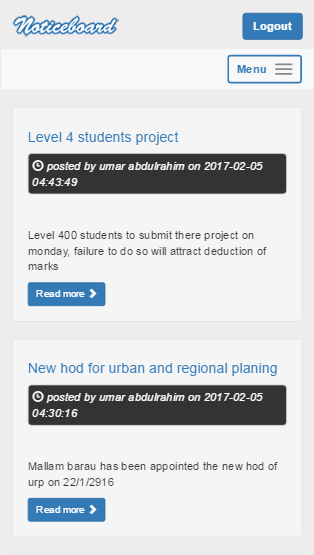 Noticeboard
Logout
Menu
Level 4 students project
posted by umar abdulrahim on 2017-02-05
04:43:49
Level 400 students to submit there project on
monday, failure to do so will attract deduction of
marks
Read more
New hod for urban and regional planing
posted by umar abdulrahim on 2017-02-05
04:30:16
Mallam barau has been appointed the new hod of
urp on 22/1/2916
Read more